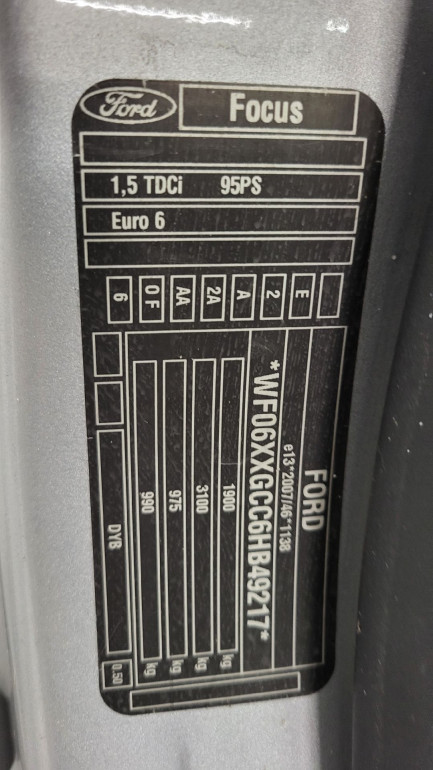 Ford
Focus
1,5 TDCi 95PS
Euro 6
6 0F AA 2A A 2 E
FORD
e13*2007/46*1138
*WF06XXGCC6HB49217*
1900 kg
3100 kg
975 kg
990 kg
DYB 0.50